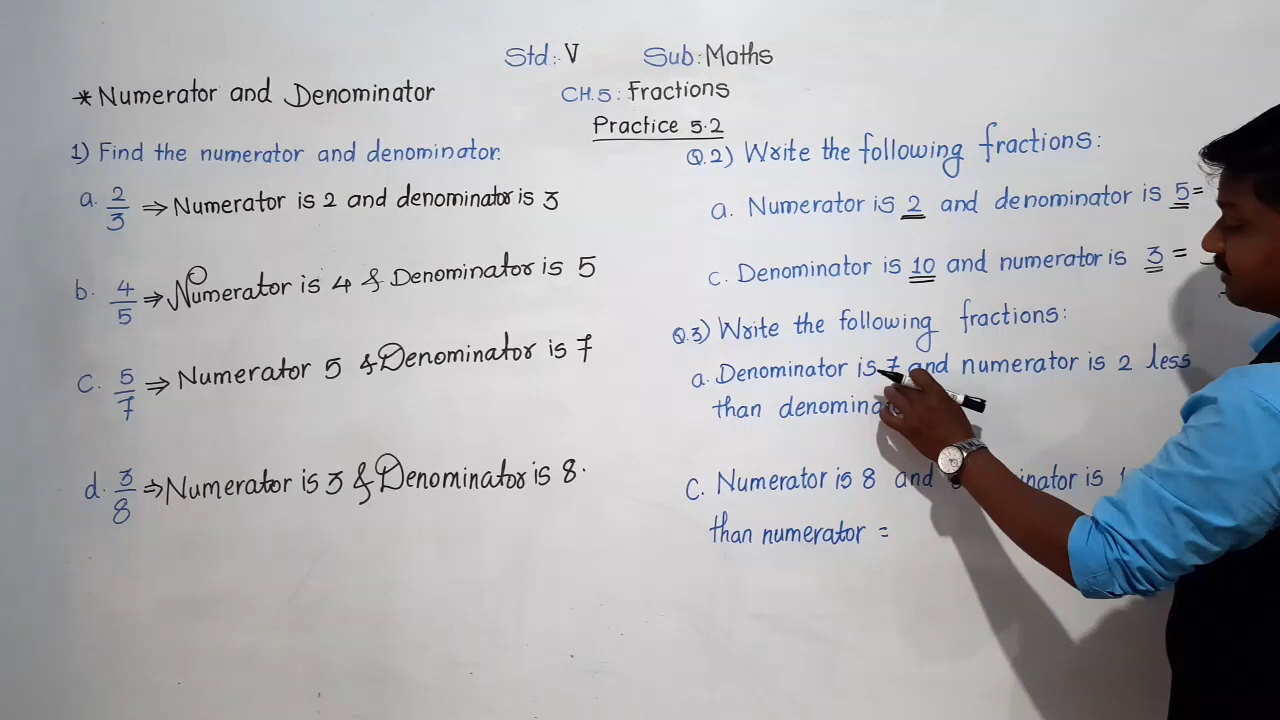 Std:- V Sub: Maths
* Numerator and Denominator
CH.5: Fractions
Practice 5.2
1) Find the numerator and denominator.
a. 2/3 ⇒ Numerator is 2 and denominator is 3
b. 4/5 ⇒ Numerator is 4 & Denominator is 5
C. 5/7 ⇒ Numerator 5 & Denominator is 7
d. 3/8 ⇒ Numerator is 3 & Denominator is 8.
Q.2) Write the following fractions:
a. Numerator is 2 and denominator is 5 =
c. Denominator is 10 and numerator is 3 =
Q.3) Write the following fractions:
a. Denominator is 7 and numerator is 2 less
than
C. Numerator is 8 and is
than numerator =